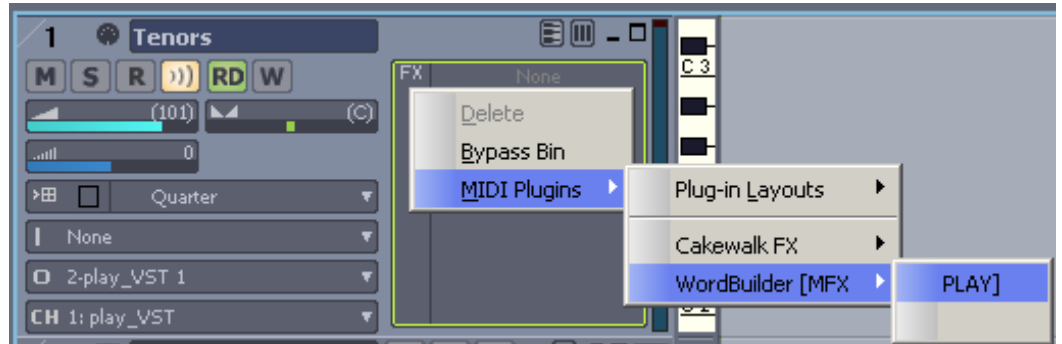 1 Tenors
M S R RD W
(101) (C)
0
Quarter
None
O 2-play_VST 1
CH 1: play_VST
FX None
Delete
Bypass Bin
MIDI Plugins
Plug-in Layouts
Cakewalk FX
WordBuilder [MFX
PLAY]
C 3